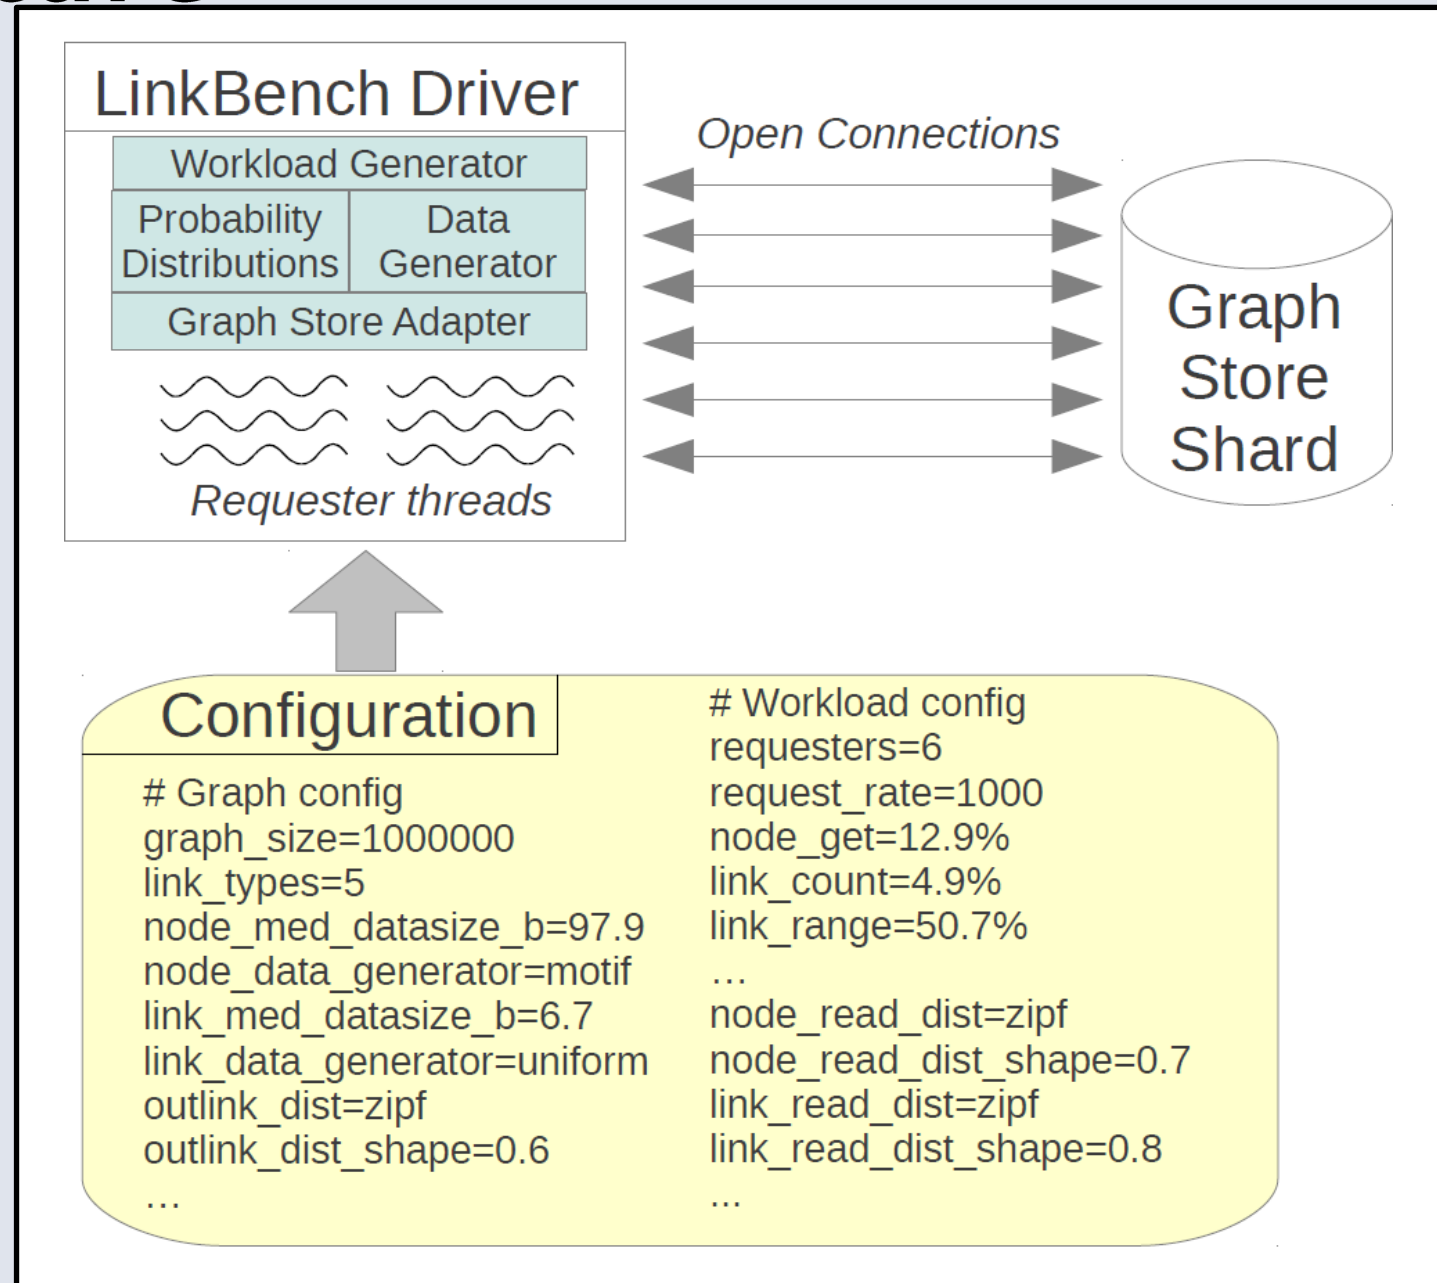 LinkBench Driver
Workload Generator
Probability
Distributions
Data
Generator
Graph Store Adapter
Requester threads
Open Connections
Graph
Store
Shard
Configuration
# Graph config
graph_size=1000000
link_types=5
node_med_datasize_b=97.9
node_data_generator=motif
link_med_datasize_b=6.7
link_data_generator=uniform
outlink_dist=zipf
outlink_dist_shape=0.6
…
# Workload config
requesters=6
request_rate=1000
node_get=12.9%
link_count=4.9%
link_range=50.7%
…
node_read_dist=zipf
node_read_dist_shape=0.7
link_read_dist=zipf
link_read_dist_shape=0.8
...